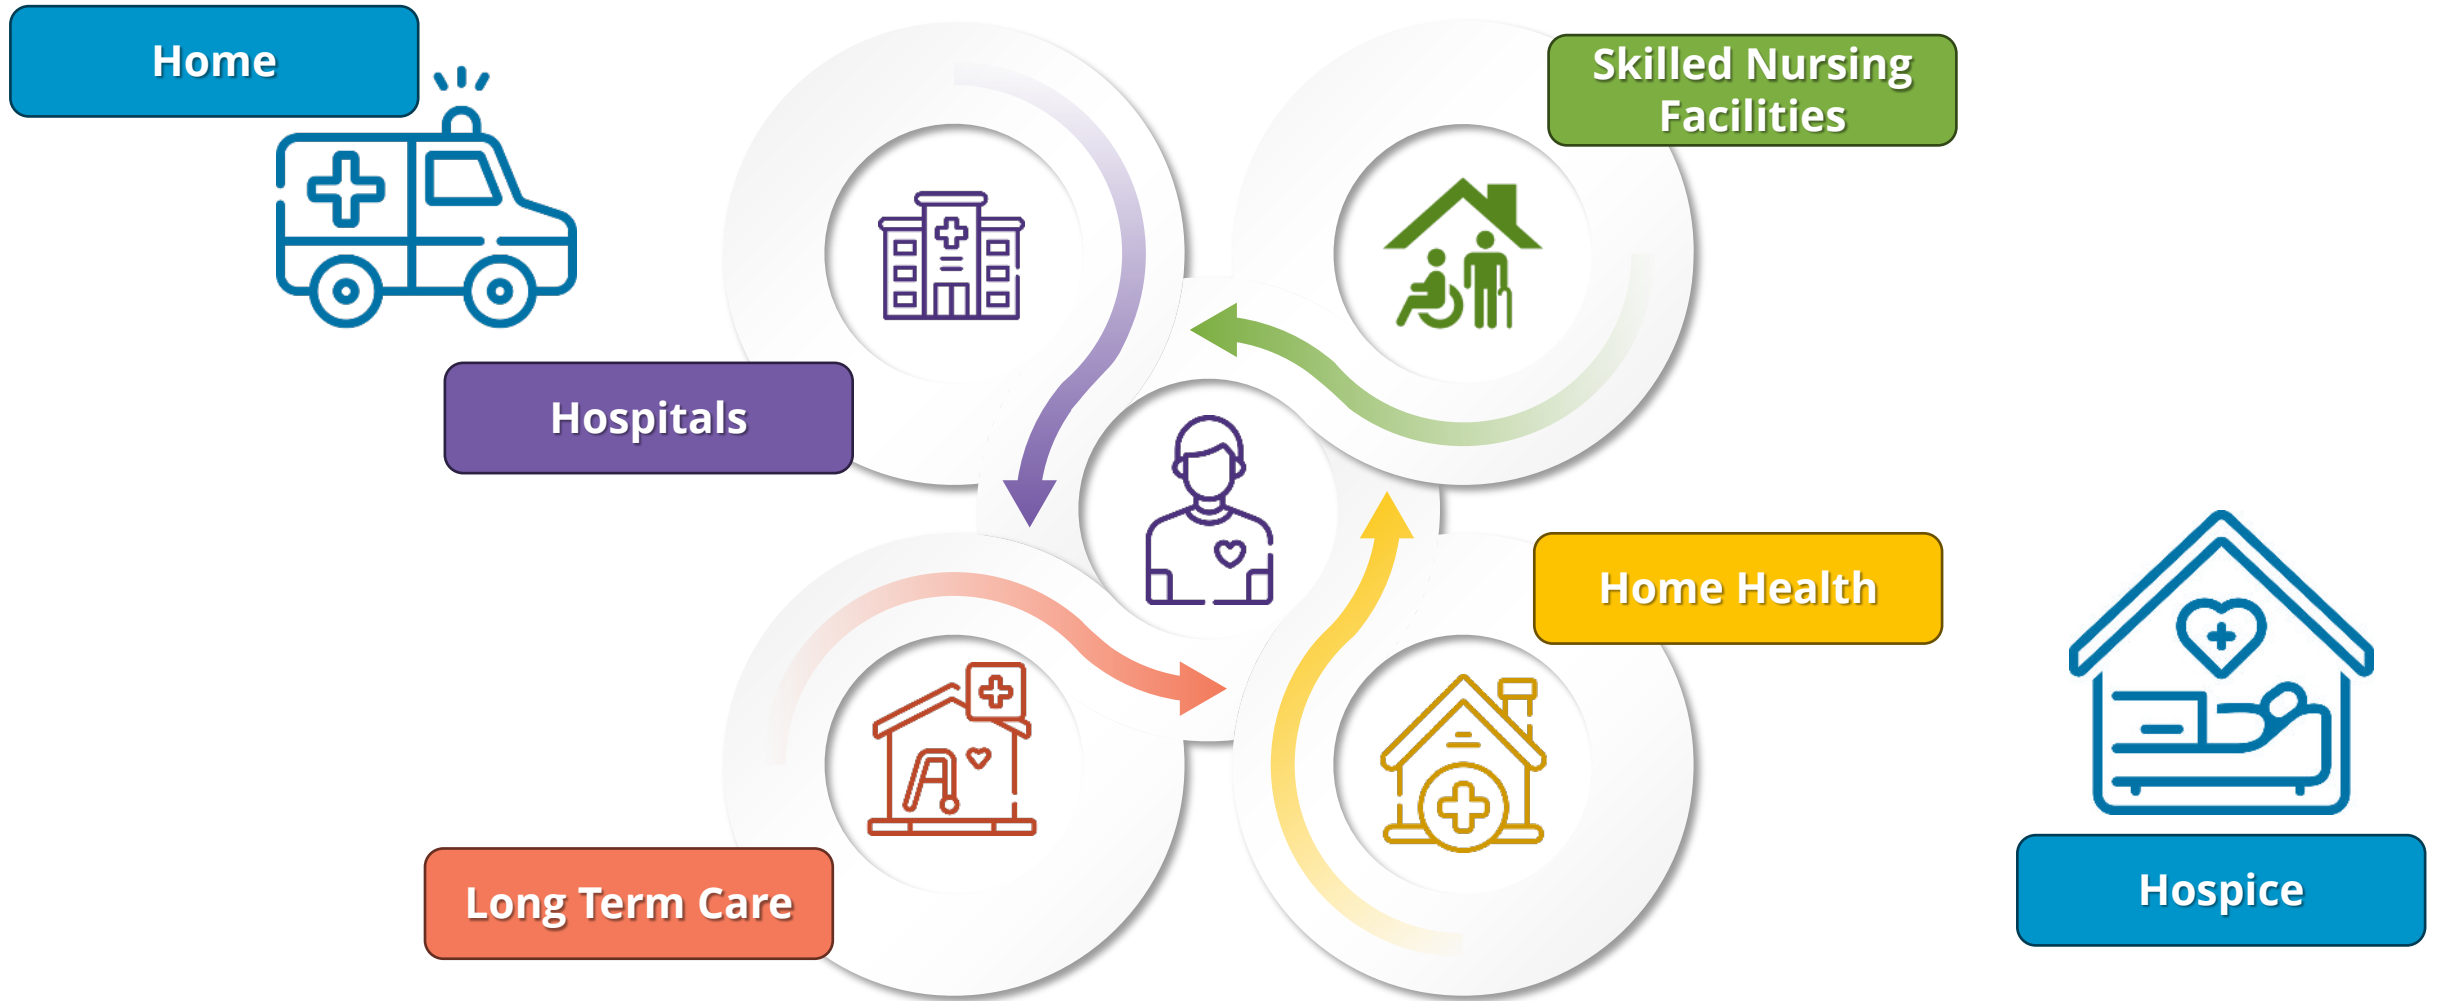 Home
Skilled Nursing
Facilities
Hospitals
Home Health
Long Term Care
Hospice